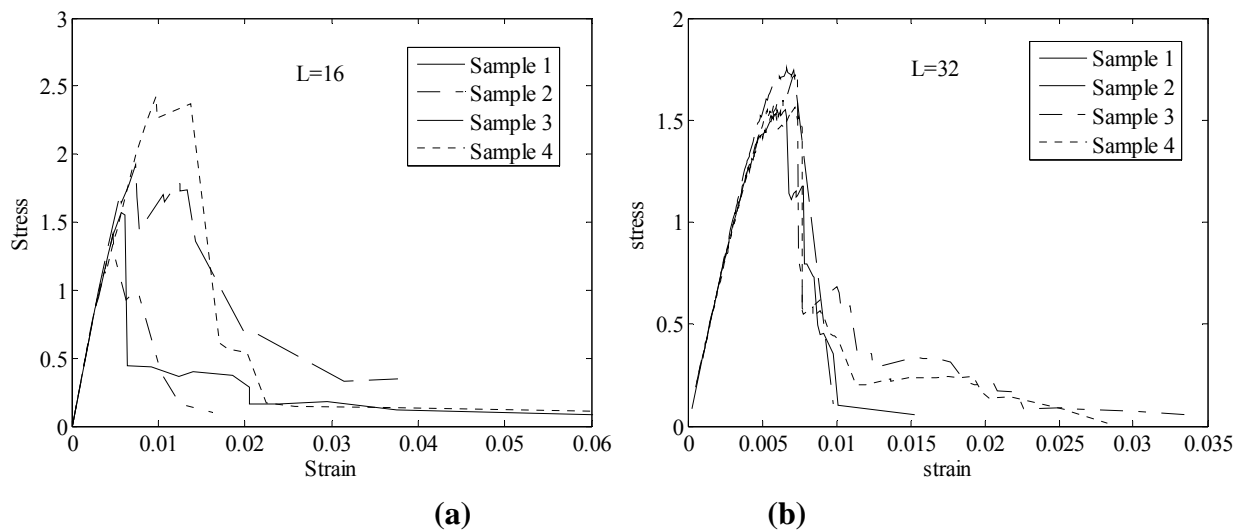 3
2.5
2
1.5
1
0.5
0
Stress
L=16
Sample 1
Sample 2
Sample 3
Sample 4
0 0.01 0.02 0.03 0.04 0.05 0.06
Strain
(a)
2
1.5
1
0.5
0
stress
L=32
Sample 1
Sample 2
Sample 3
Sample 4
0 0.005 0.01 0.015 0.02 0.025 0.03 0.035
strain
(b)